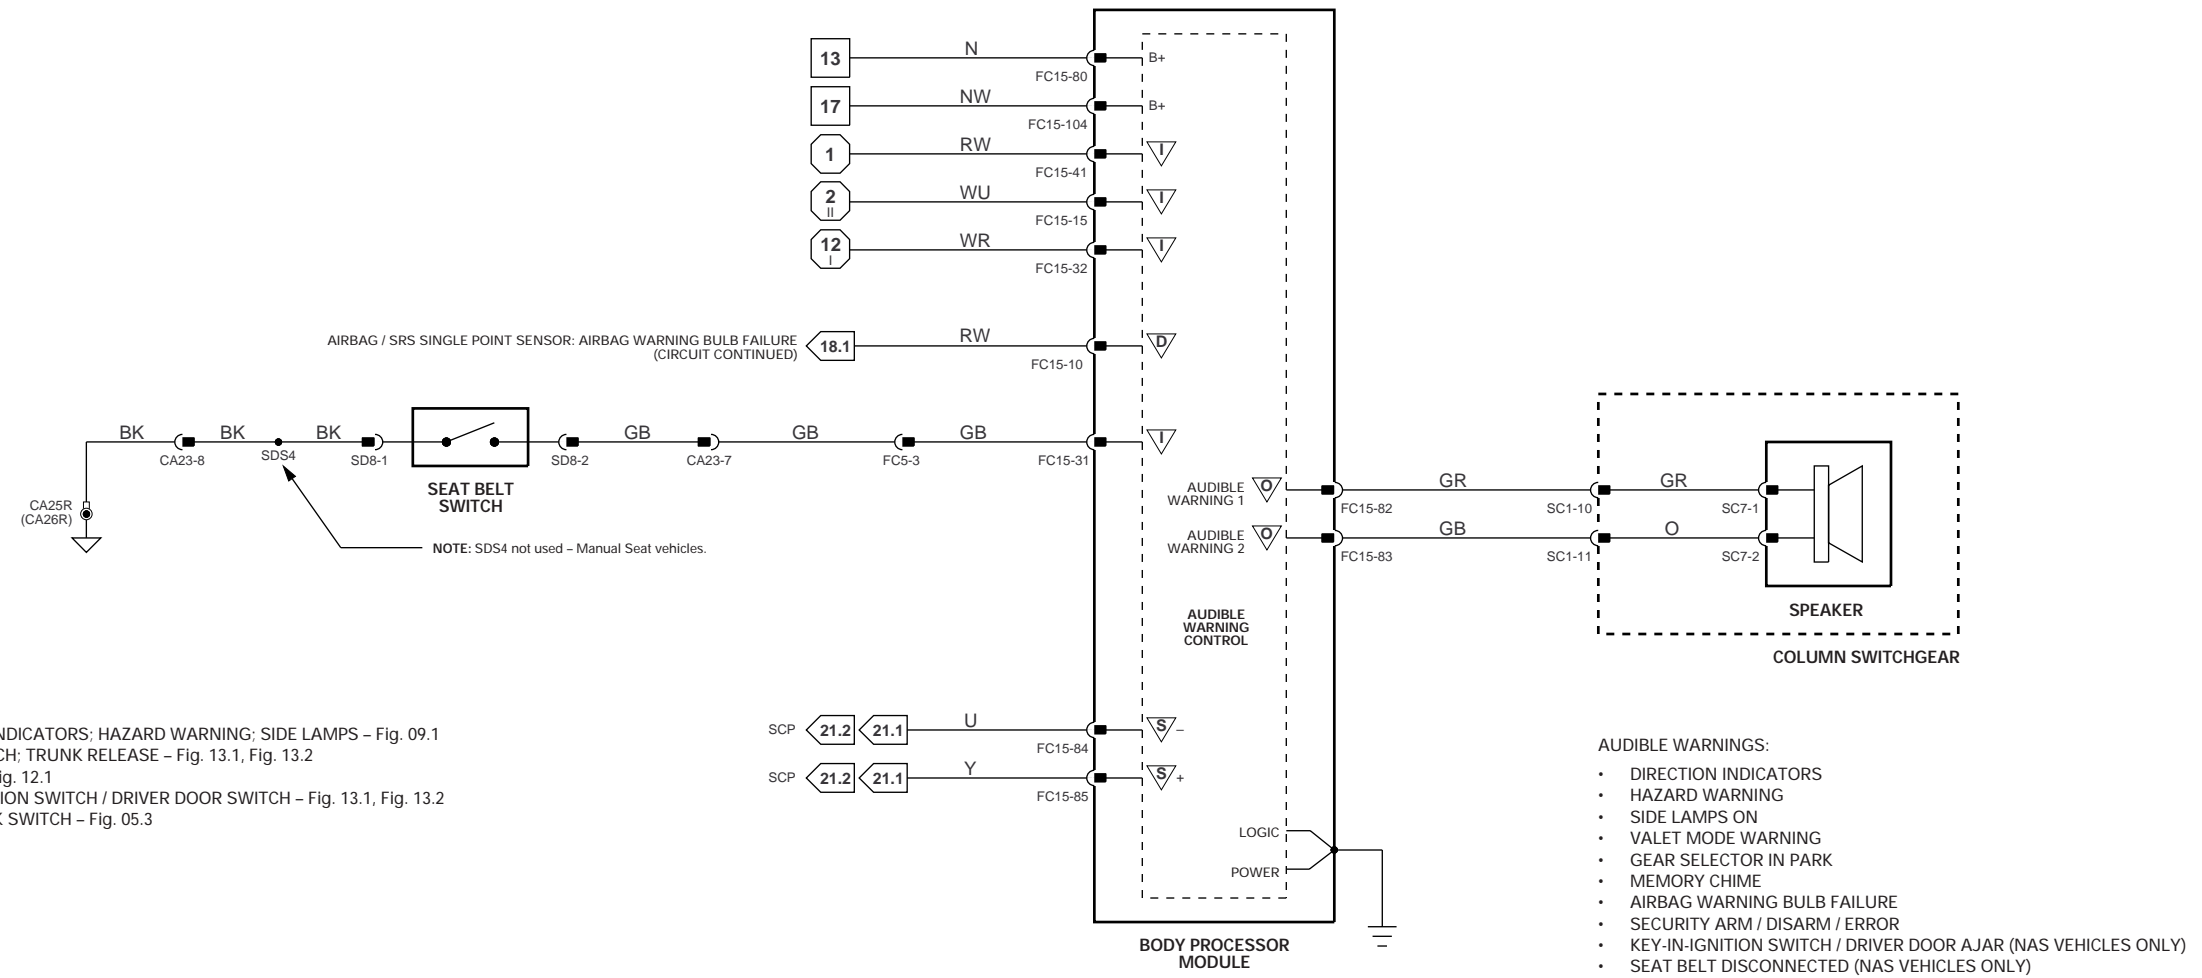 13
N
FC15-80
B+
17
NW
FC15-104
B+
1
RW
FC15-41
I
2
II
WU
FC15-15
I
12
I
WR
FC15-32
I
AIRBAG / SRS SINGLE POINT SENSOR: AIRBAG WARNING BULB FAILURE
(CIRCUIT CONTINUED)
18.1
RW
FC15-10
D
BK
CA23-8
BK
SDS4
BK
SD8-1
SEAT BELT
SWITCH
SD8-2
GB
CA23-7
GB
FC5-3
GB
FC15-31
I
CA25R
(CA26R)
NOTE: SDS4 not used – Manual Seat vehicles.
AUDIBLE
WARNING 1
O
FC15-82
GR
SC1-10
GR
SC7-1
AUDIBLE
WARNING 2
O
FC15-83
GB
SC1-11
O
SC7-2
SPEAKER
COLUMN SWITCHGEAR
AUDIBLE
WARNING
CONTROL
SCP
21.2
21.1
U
FC15-84
S
–
SCP
21.2
21.1
Y
FC15-85
S
+
LOGIC
POWER
BODY PROCESSOR
MODULE
NDICATORS; HAZARD WARNING; SIDE LAMPS – Fig. 09.1
CH; TRUNK RELEASE – Fig. 13.1, Fig. 13.2
ig. 12.1
ION SWITCH / DRIVER DOOR SWITCH – Fig. 13.1, Fig. 13.2
K SWITCH – Fig. 05.3
AUDIBLE WARNINGS:
• DIRECTION INDICATORS
• HAZARD WARNING
• SIDE LAMPS ON
• VALET MODE WARNING
• GEAR SELECTOR IN PARK
• MEMORY CHIME
• AIRBAG WARNING BULB FAILURE
• SECURITY ARM / DISARM / ERROR
• KEY-IN-IGNITION SWITCH / DRIVER DOOR AJAR (NAS VEHICLES ONLY)
• SEAT BELT DISCONNECTED (NAS VEHICLES ONLY)